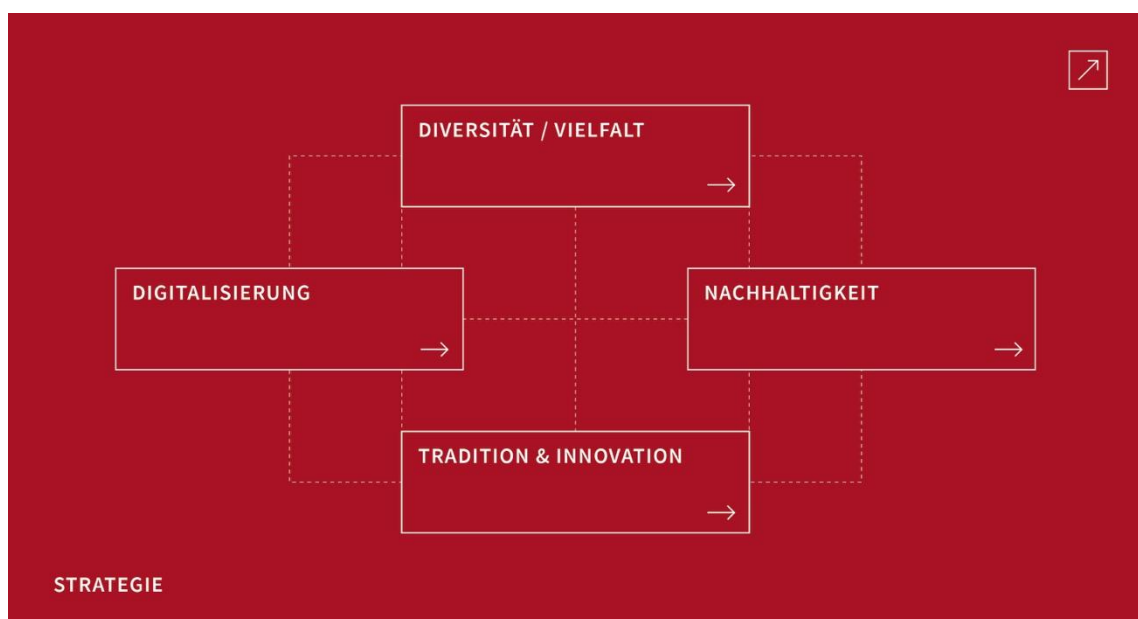 DIVERSITÄT / VIELFALT
DIGITALISIERUNG
NACHHALTIGKEIT
TRADITION & INNOVATION
STRATEGIE